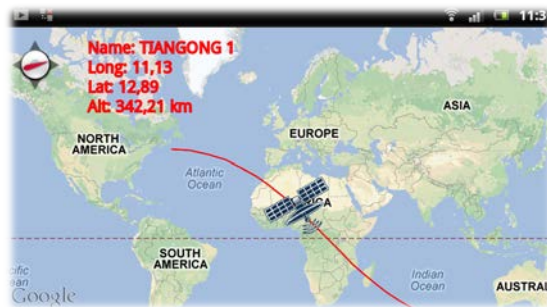 11:3
Name: TIANGONG 1
Long: 11,13
Lat: 12,89
Alt: 342,21 km
ASIA
EUROPE
NORTH
AMERICA
Atlantic
Ocean
ICA
SOUTH
AMERICA
Indian
Ocean
AUSTRAL
Google